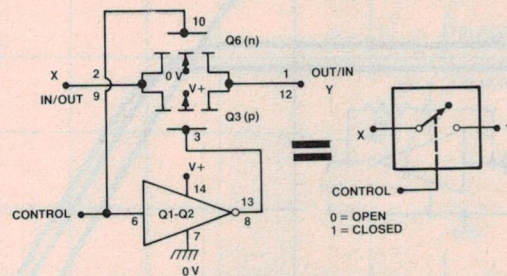 10
Q6 (n)
0 V
X
2
1
OUT/IN
IN/OUT
9
V+
12
Y
Q3 (p)
3
V+
14
13
CONTROL
6
Q1-Q2
8
7
0 V
X
CONTROL
0 = OPEN
1 = CLOSED